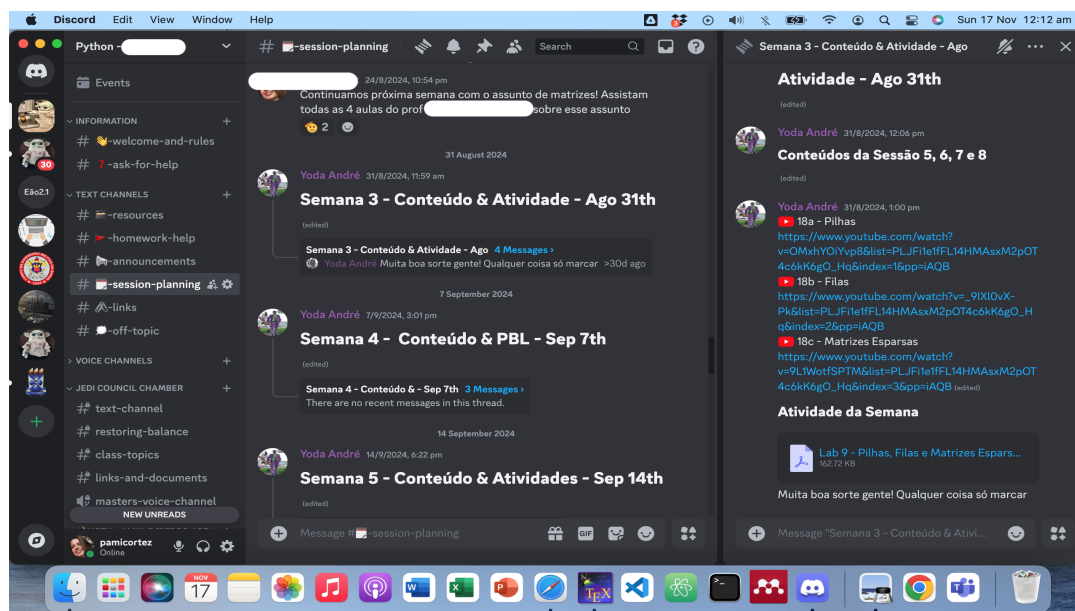 Discord Edit View Window Help
Sun 17 Nov 12:12 am
Python -
Events
INFORMATION
# 👋-welcome-and-rules
# ❓-ask-for-help
TEXT CHANNELS
# -resources
# -homework-help
# -announcements
# -session-planning
# -links
# -off-topic
VOICE CHANNELS
JEDI COUNCIL CHAMBER
# text-channel
# restoring-balance
# class-topics
# links-and-documents
masters-voice-channel
NEW UNREADS
pamicortez
Online
30
Eão2.1
# -session-planning
Search
24/8/2024, 10:54 pm
Continuamos próxima semana com o assunto de matrizes! Assistam
todas as 4 aulas do prof sobre esse assunto
2
31 August 2024
Yoda André 31/8/2024, 11:59 am
Semana 3 - Conteúdo & Atividade - Ago 31th
(edited)
Semana 3 - Conteúdo & Atividade - Ago 4 Messages ›
Yoda André Muita boa sorte gente! Qualquer coisa só marcar >30d ago
7 September 2024
Yoda André 7/9/2024, 3:01 pm
Semana 4 - Conteúdo & PBL - Sep 7th
(edited)
Semana 4 - Conteúdo & - Sep 7th 3 Messages ›
There are no recent messages in this thread.
14 September 2024
Yoda André 14/9/2024, 6:22 pm
Semana 5 - Conteúdo & Atividades - Sep 14th
(edited)
Message # -session-planning
GIF
Semana 3 - Conteúdo & Atividade - Ago
Atividade - Ago 31th
(edited)
Yoda André 31/8/2024, 12:06 pm
Conteúdos da Sessão 5, 6, 7 e 8
(edited)
Yoda André 31/8/2024, 1:00 pm
18a - Pilhas
https://www.youtube.com/watch?
v=OMxhYOiYvp8&list=PLJFi1e1fFL14HMAsxM2pOT
4c6kK6gO_Hq&index=1&pp=iAQB
18b - Filas
https://www.youtube.com/watch?v=_9IXl0vX-
Pk&list=PLJFi1e1fFL14HMAsxM2pOT4c6kK6gO_H
q&index=2&pp=iAQB
18c - Matrizes Esparsas
https://www.youtube.com/watch?
v=9L1WotfSPTM&list=PLJFi1e1fFL14HMAsxM2pOT
4c6kK6gO_Hq&index=3&pp=iAQB (edited)
Atividade da Semana
Lab 9 - Pilhas, Filas e Matrizes Espars...
162.72 KB
Muita boa sorte gente! Qualquer coisa só marcar
Message "Semana 3 - Conteúdo & Ativi...
NOV
17
TEX